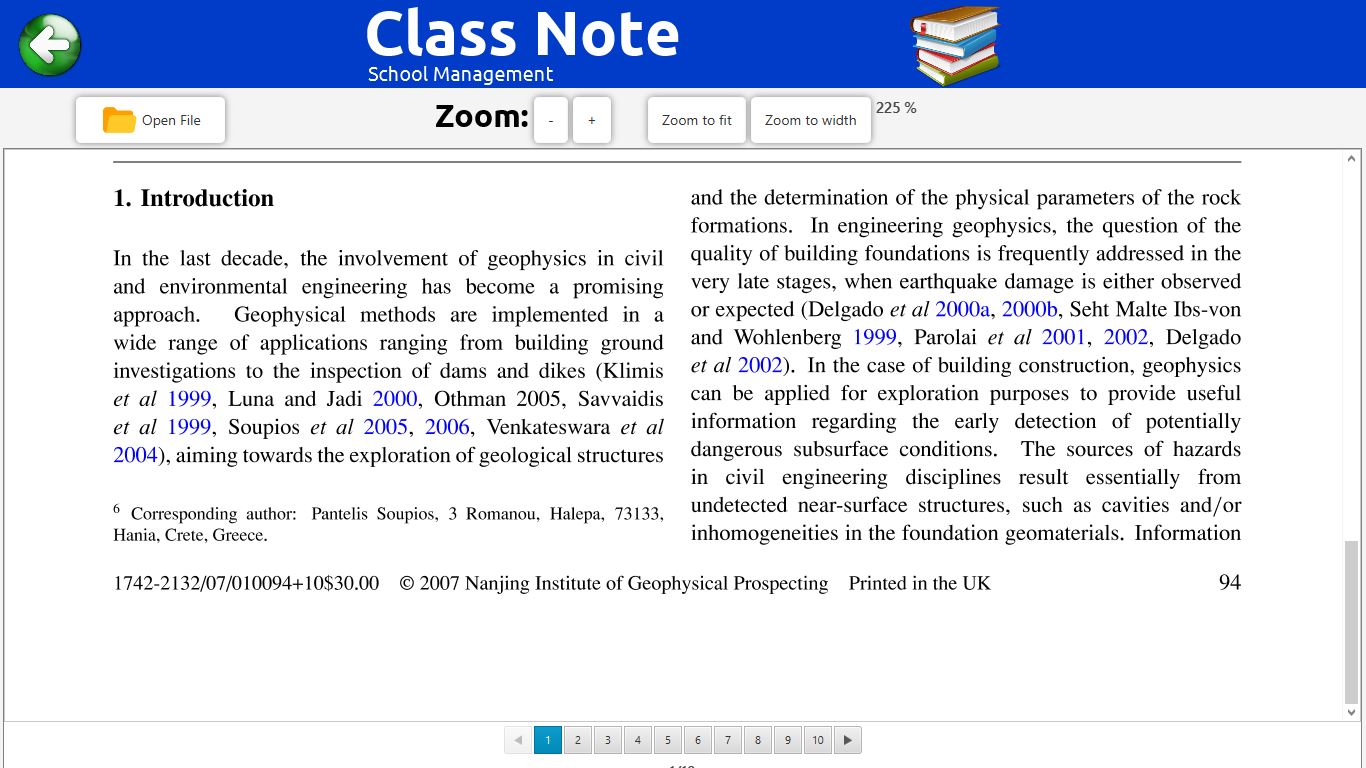 Class Note
School Management
Open File
Zoom:
-
+
Zoom to fit
Zoom to width
225 %
1. Introduction
In the last decade, the involvement of geophysics in civil
and environmental engineering has become a promising
approach. Geophysical methods are implemented in a
wide range of applications ranging from building ground
investigations to the inspection of dams and dikes (Klimis
et al 1999, Luna and Jadi 2000, Othman 2005, Savvaidis
et al 1999, Soupios et al 2005, 2006, Venkateswara et al
2004), aiming towards the exploration of geological structures
6 Corresponding author: Pantelis Soupios, 3 Romanou, Halepa, 73133,
Hania, Crete, Greece.
and the determination of the physical parameters of the rock
formations. In engineering geophysics, the question of the
quality of building foundations is frequently addressed in the
very late stages, when earthquake damage is either observed
or expected (Delgado et al 2000a, 2000b, Seht Malte Ibs-von
and Wohlenberg 1999, Parolai et al 2001, 2002, Delgado
et al 2002). In the case of building construction, geophysics
can be applied for exploration purposes to provide useful
information regarding the early detection of potentially
dangerous subsurface conditions. The sources of hazards
in civil engineering disciplines result essentially from
undetected near-surface structures, such as cavities and/or
inhomogeneities in the foundation geomaterials. Information
1742-2132/07/010094+10$30.00 © 2007 Nanjing Institute of Geophysical Prospecting Printed in the UK 94
1 2 3 4 5 6 7 8 9 10